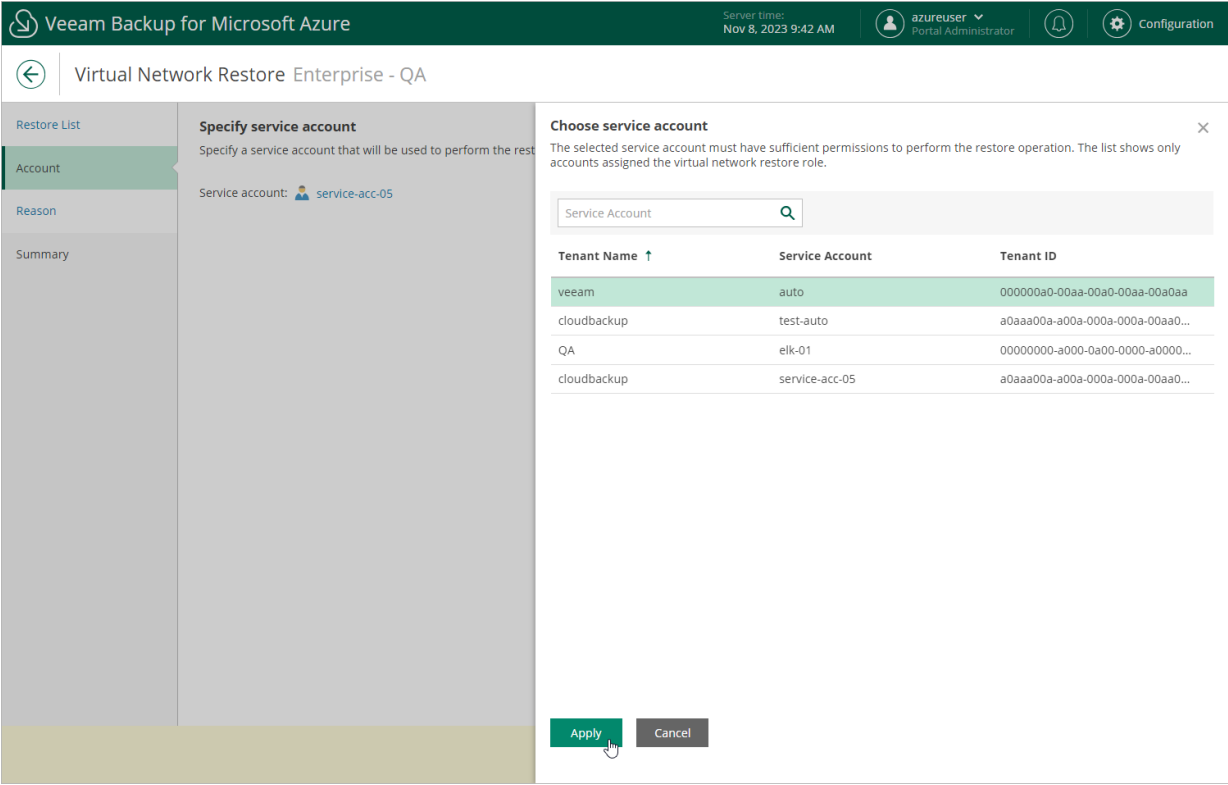 Veeam Backup for Microsoft Azure
Server time:
Nov 8, 2023 9:42 AM
azureuser
Portal Administrator
Configuration
Virtual Network Restore Enterprise - QA
Restore List
Account
Reason
Summary
Specify service account
Specify a service account that will be used to perform the rest
Service account: service-acc-05
Choose service account
The selected service account must have sufficient permissions to perform the restore operation. The list shows only
accounts assigned the virtual network restore role.
Service Account
Tenant Name ↑ Service Account Tenant ID
veeam auto 000000a0-00aa-00a0-00aa-00a0aa
cloudbackup test-auto a0aaa00a-a00a-000a-000a-00aa0...
QA elk-01 00000000-a000-0a00-0000-a0000...
cloudbackup service-acc-05 a0aaa00a-a00a-000a-000a-00aa0...
Apply Cancel